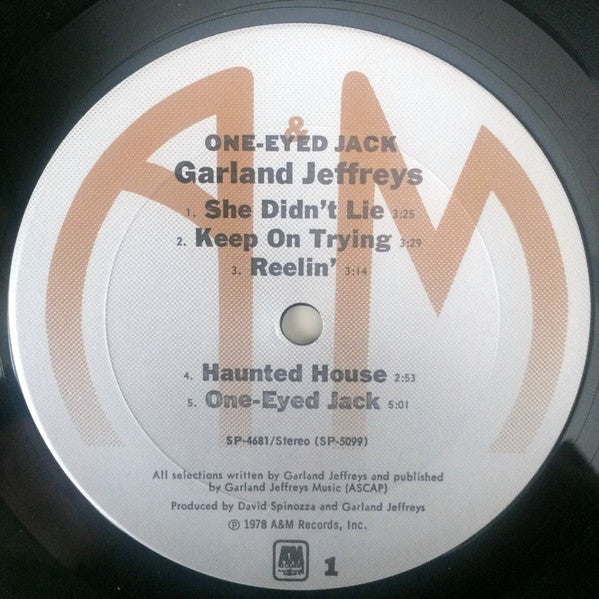 A&M
ONE-EYED JACK
Garland Jeffreys
1. She Didn't Lie 3:25
2. Keep On Trying 3:29
3. Reelin' 3:14
4. Haunted House 2:53
5. One-Eyed Jack 5:01
SP-4681/Stereo (SP-5099)
All selections written by Garland Jeffreys and published
by Garland Jeffreys Music (ASCAP)
Produced by David Spinozza and Garland Jeffreys
℗ 1978 A&M Records, Inc.
A&M 1